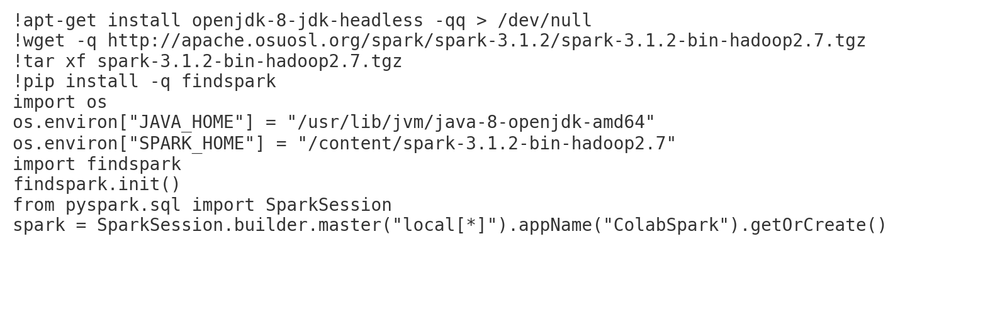 !apt-get install openjdk-8-jdk-headless -qq > /dev/null
!wget -q http://apache.osuosl.org/spark/spark-3.1.2/spark-3.1.2-bin-hadoop2.7.tgz
!tar xf spark-3.1.2-bin-hadoop2.7.tgz
!pip install -q findspark
import os
os.environ["JAVA_HOME"] = "/usr/lib/jvm/java-8-openjdk-amd64"
os.environ["SPARK_HOME"] = "/content/spark-3.1.2-bin-hadoop2.7"
import findspark
findspark.init()
from pyspark.sql import SparkSession
spark = SparkSession.builder.master("local[*]").appName("ColabSpark").getOrCreate()